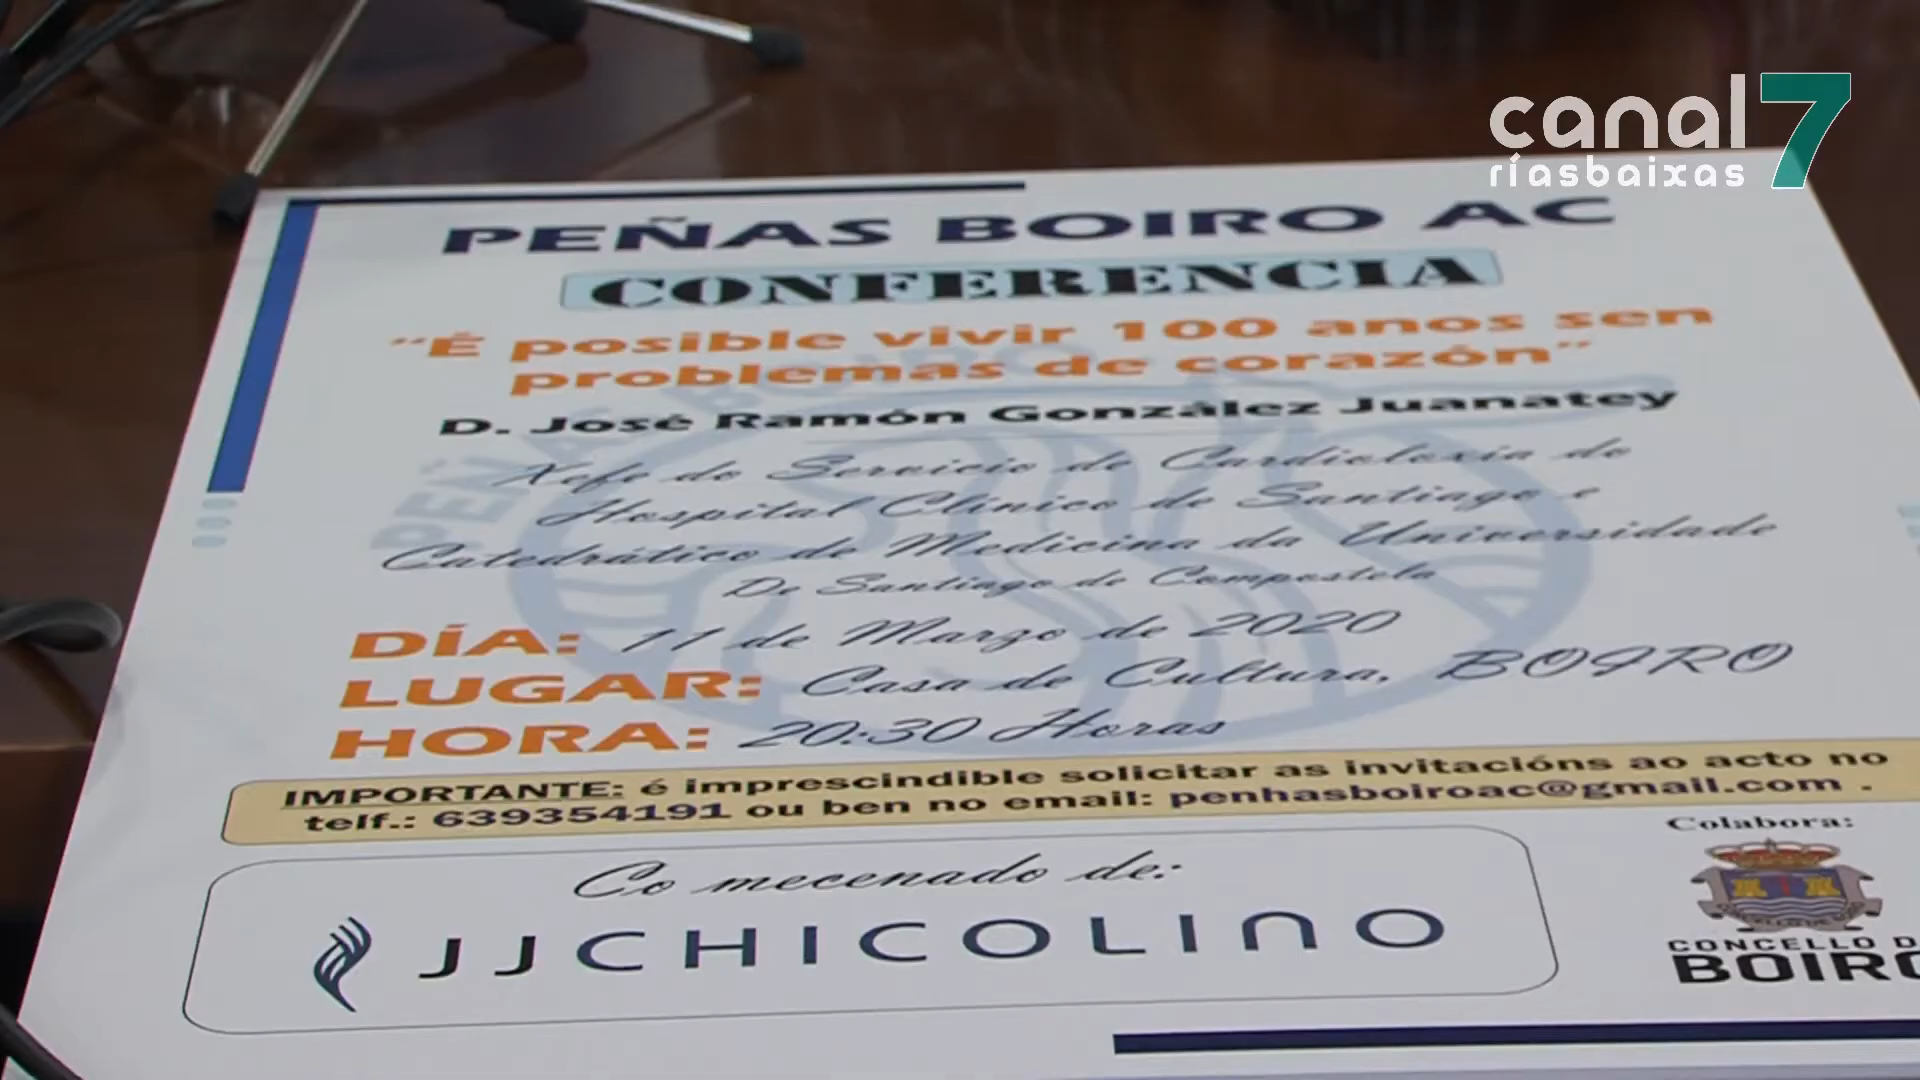 canal 7
ríasbaixas
PEÑAS BOIRO AC
CONFERENCIA
“É posible vivir 100 anos sen
problemas de corazón”
D. José Ramón González Juanatey
Xefe do Servicio de Cardioloxía do
Hospital Clínico de Santiago e
Catedrático de Medicina da Universidade
De Santiago de Compostela
DÍA: 11 de Marzo de 2020
LUGAR: Casa de Cultura, BOIRO
HORA: 20:30 Horas
IMPORTANTE: é imprescindible solicitar as invitacións ao acto no
telf.: 639354191 ou ben no email: penhasboiroac@gmail.com .
Co mecenado de:
JJCHICOLINO
Colabora:
CONCELLO D
BOIRO